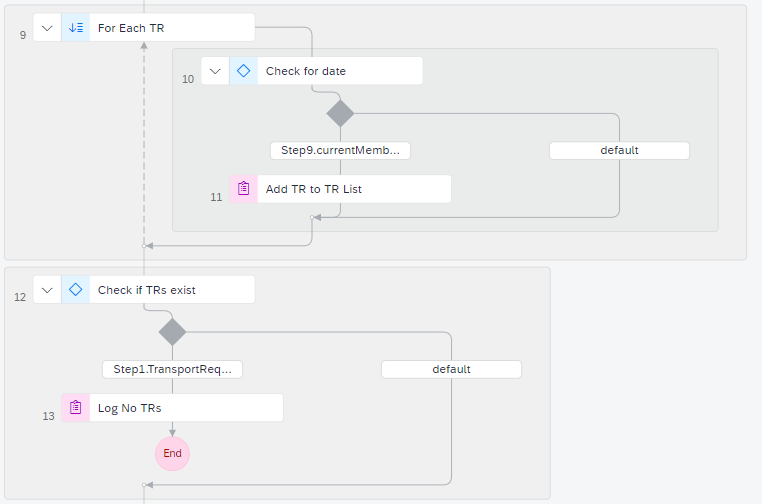 9
For Each TR
10
Check for date
Step9.currentMemb...
default
11
Add TR to TR List
12
Check if TRs exist
Step1.TransportReq...
default
13
Log No TRs
End